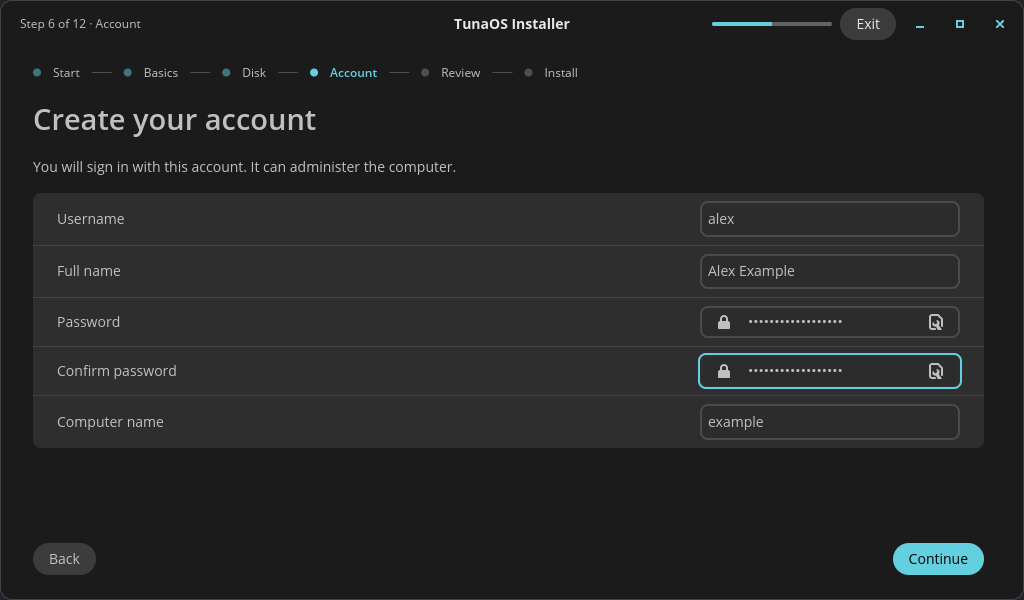 Step 6 of 12 · Account
TunaOS Installer
Exit
Start
Basics
Disk
Account
Review
Install
Create your account
You will sign in with this account. It can administer the computer.
Username
alex
Full name
Alex Example
Password
••••••••••••••••••
Confirm password
••••••••••••••••••
Computer name
example
Back
Continue